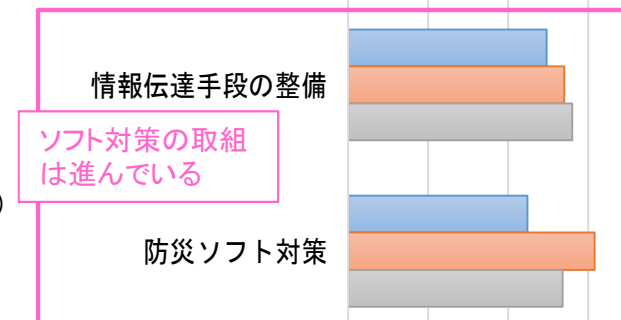 情報伝達手段の整備
ソフト対策の取組
は進んでいる
)
防災ソフト対策